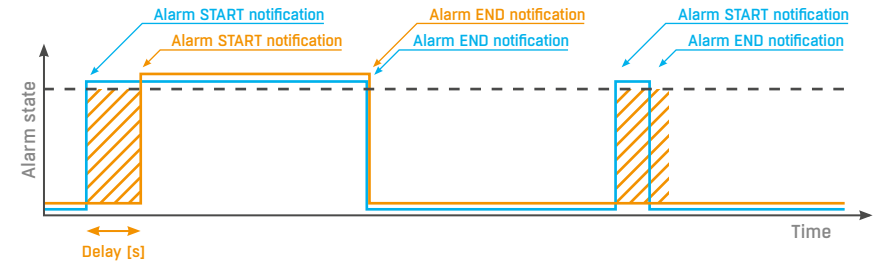 Alarm START notification
Alarm END notification
Alarm START notification
Alarm START notification
Alarm END notification
Alarm END notification
Alarm state
Time
Delay [s]